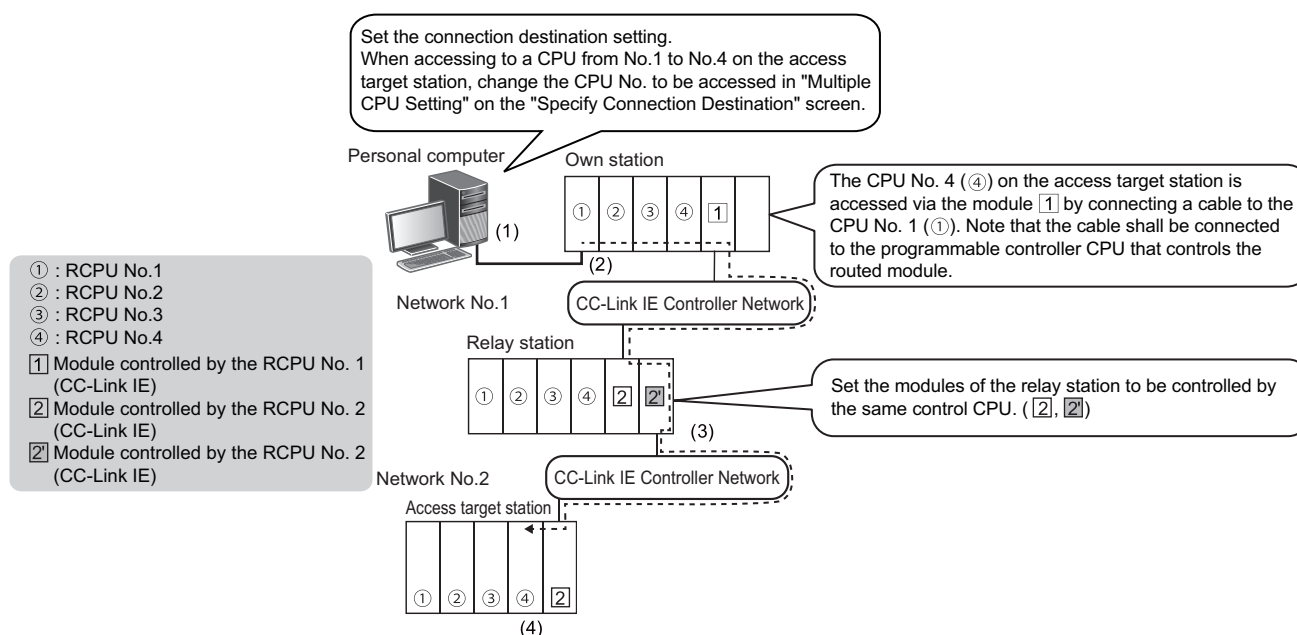 Set the connection destination setting.
When accessing to a CPU from No.1 to No.4 on the access
target station, change the CPU No. to be accessed in "Multiple
CPU Setting" on the "Specify Connection Destination" screen.
Personal computer
Own station
① ② ③ ④ 1
(1)
(2)
The CPU No. 4 (④) on the access target station is
accessed via the module 1 by connecting a cable to the
CPU No. 1 (①). Note that the cable shall be connected
to the programmable controller CPU that controls the
routed module.
① : RCPU No.1
② : RCPU No.2
③ : RCPU No.3
④ : RCPU No.4
1 Module controlled by the RCPU No. 1
(CC-Link IE)
2 Module controlled by the RCPU No. 2
(CC-Link IE)
2' Module controlled by the RCPU No. 2
(CC-Link IE)
Network No.1
CC-Link IE Controller Network
Relay station
① ② ③ ④ 2 2'
(3)
Set the modules of the relay station to be controlled by
the same control CPU. ( 2, 2')
Network No.2
CC-Link IE Controller Network
Access target station
① ② ③ ④ 2
(4)